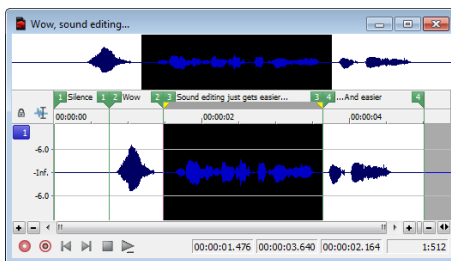 Wow, sound editing...
1 Silence 1 2 Wow 2 3 Sound editing just gets easier... 3 4 ...And easier 4
00:00:00 ,00:00:02 ,00:00:04
1
-6.0
-Inf.
-6.0
00:00:01.476 00:00:03.640 00:00:02.164 1:512